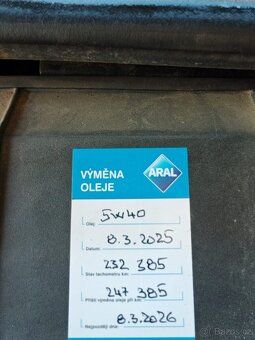 VÝMĚNA
OLEJE
ARAL
5W40
Olej
8.3.2025
Datum
232 385
Stav tachometru km
247 385
Příští výměna oleje při km
8.3.2026
Nejpozději dne: